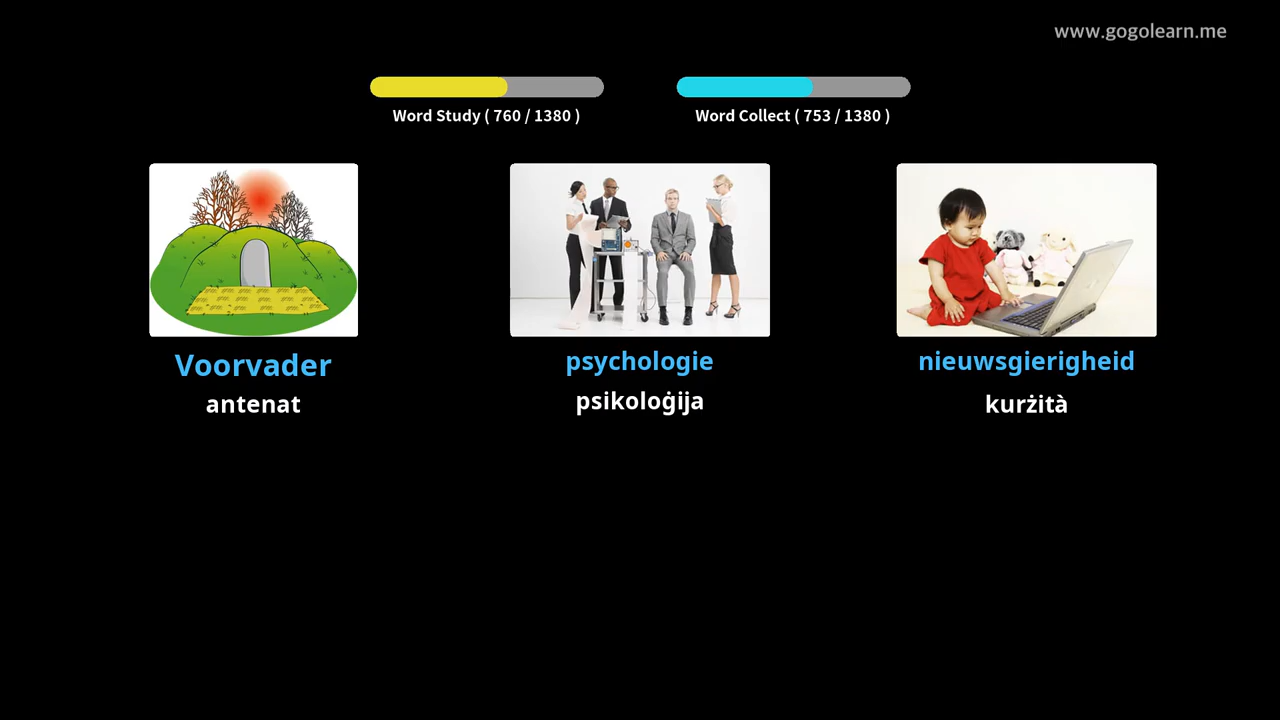 www.gogolearn.me
Word Study ( 760 / 1380 )
Word Collect ( 753 / 1380 )
Voorvader
antenat
psychologie
psikoloġija
nieuwsgierigheid
kurżità